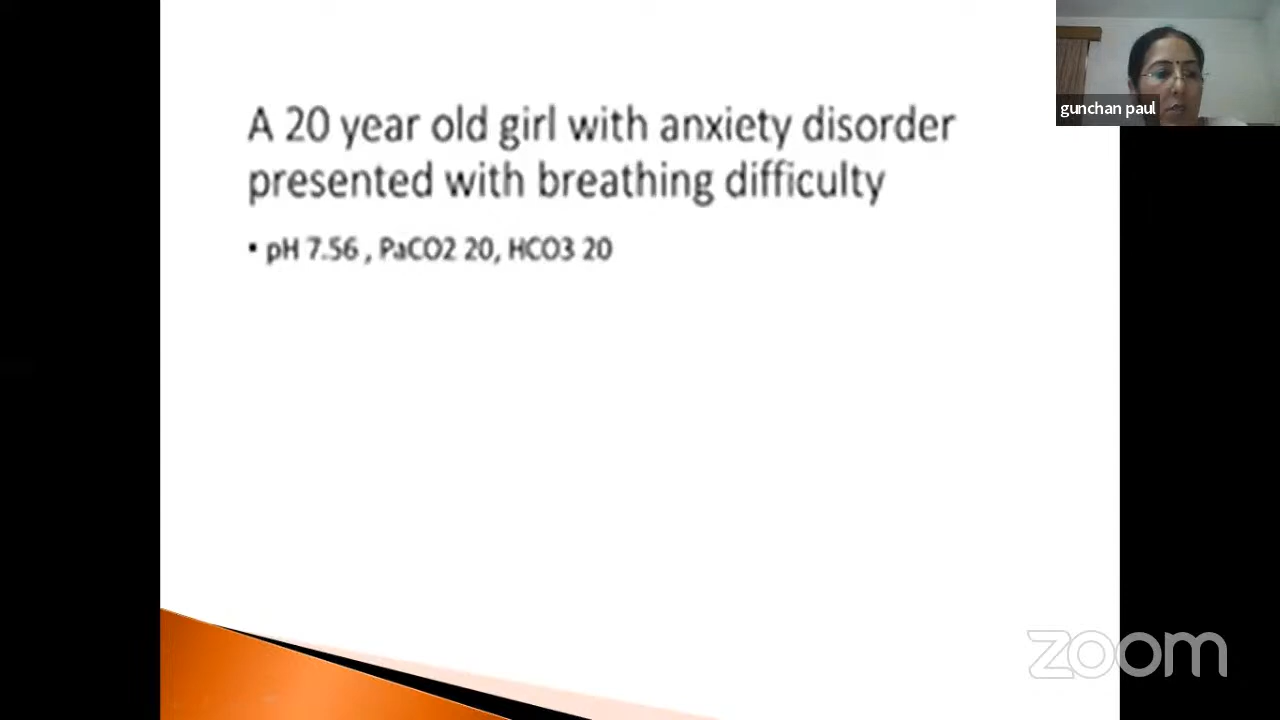 A 20 year old girl with anxiety disorder
presented with breathing difficulty
• pH 7.56 , PaCO2 20, HCO3 20
gunchan paul
zoom